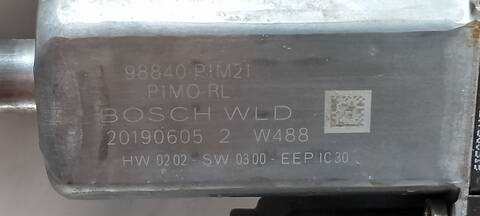 98840-P1M21
P1MO-RL
BOSCH WLD
20190605 2 W488
HW 0202 - SW 0300 - EEP IC30